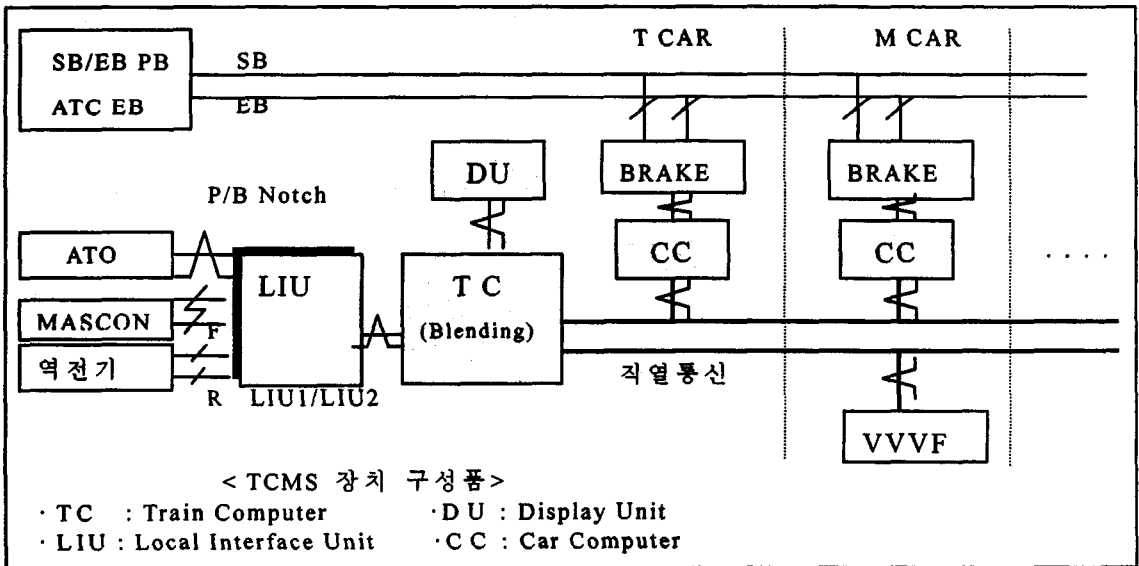 T CAR
M CAR
SB/EB PB
ATC EB
SB
EB
DU
BRAKE
BRAKE
P/B Notch
CC
CC
ATO
LIU
T C
(Blending)
. . . .
MASCON
F
역전기
R
LIU1/LIU2
직열통신
VVVF
< TCMS 장치 구성품>
· TC : Train Computer
·D U : Display Unit
· LIU : Local Interface Unit
·C C : Car Computer